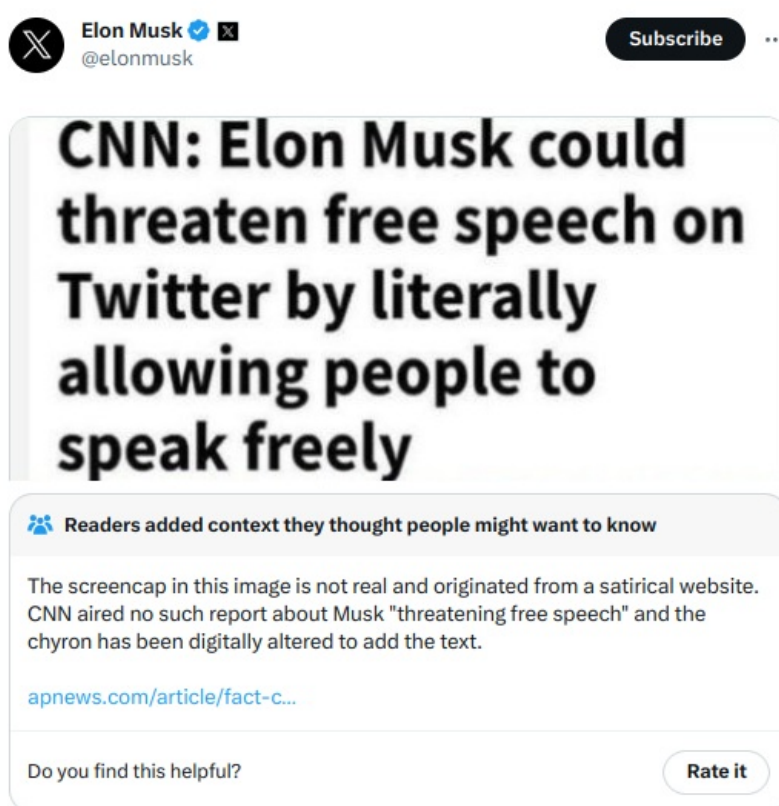 Elon Musk
@elonmusk
Subscribe
CNN: Elon Musk could
threaten free speech on
Twitter by literally
allowing people to
speak freely
Readers added context they thought people might want to know
The screencap in this image is not real and originated from a satirical website.
CNN aired no such report about Musk "threatening free speech" and the
chyron has been digitally altered to add the text.
apnews.com/article/fact-c...
Do you find this helpful?
Rate it